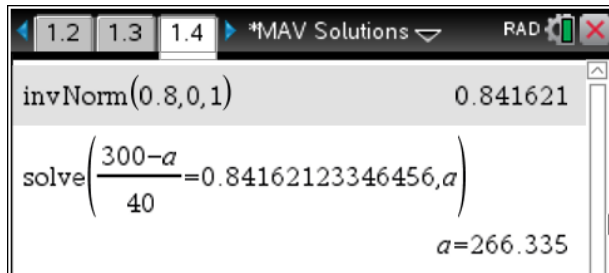 1.2 1.3 1.4 *MAV Solutions RAD
invNorm(0.8,0,1) 0.841621
solve(300-a/40=0.84162123346456,a)
a=266.335